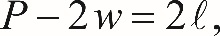 P − 2w = 2ℓ,